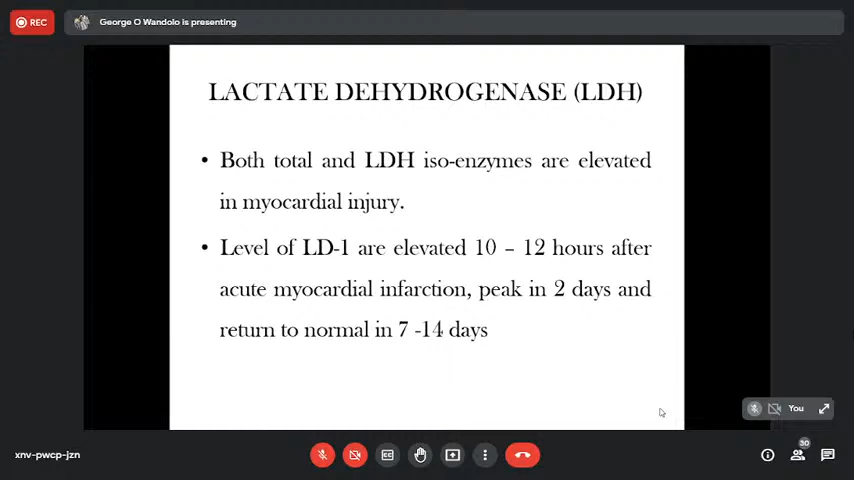 REC
George O Wandolo is presenting
LACTATE DEHYDROGENASE (LDH)
• Both total and LDH iso-enzymes are elevated
in myocardial injury.
• Level of LD-1 are elevated 10 – 12 hours after
acute myocardial infarction, peak in 2 days and
return to normal in 7 -14 days
You
30
xnv-pwcp-jzn
CC